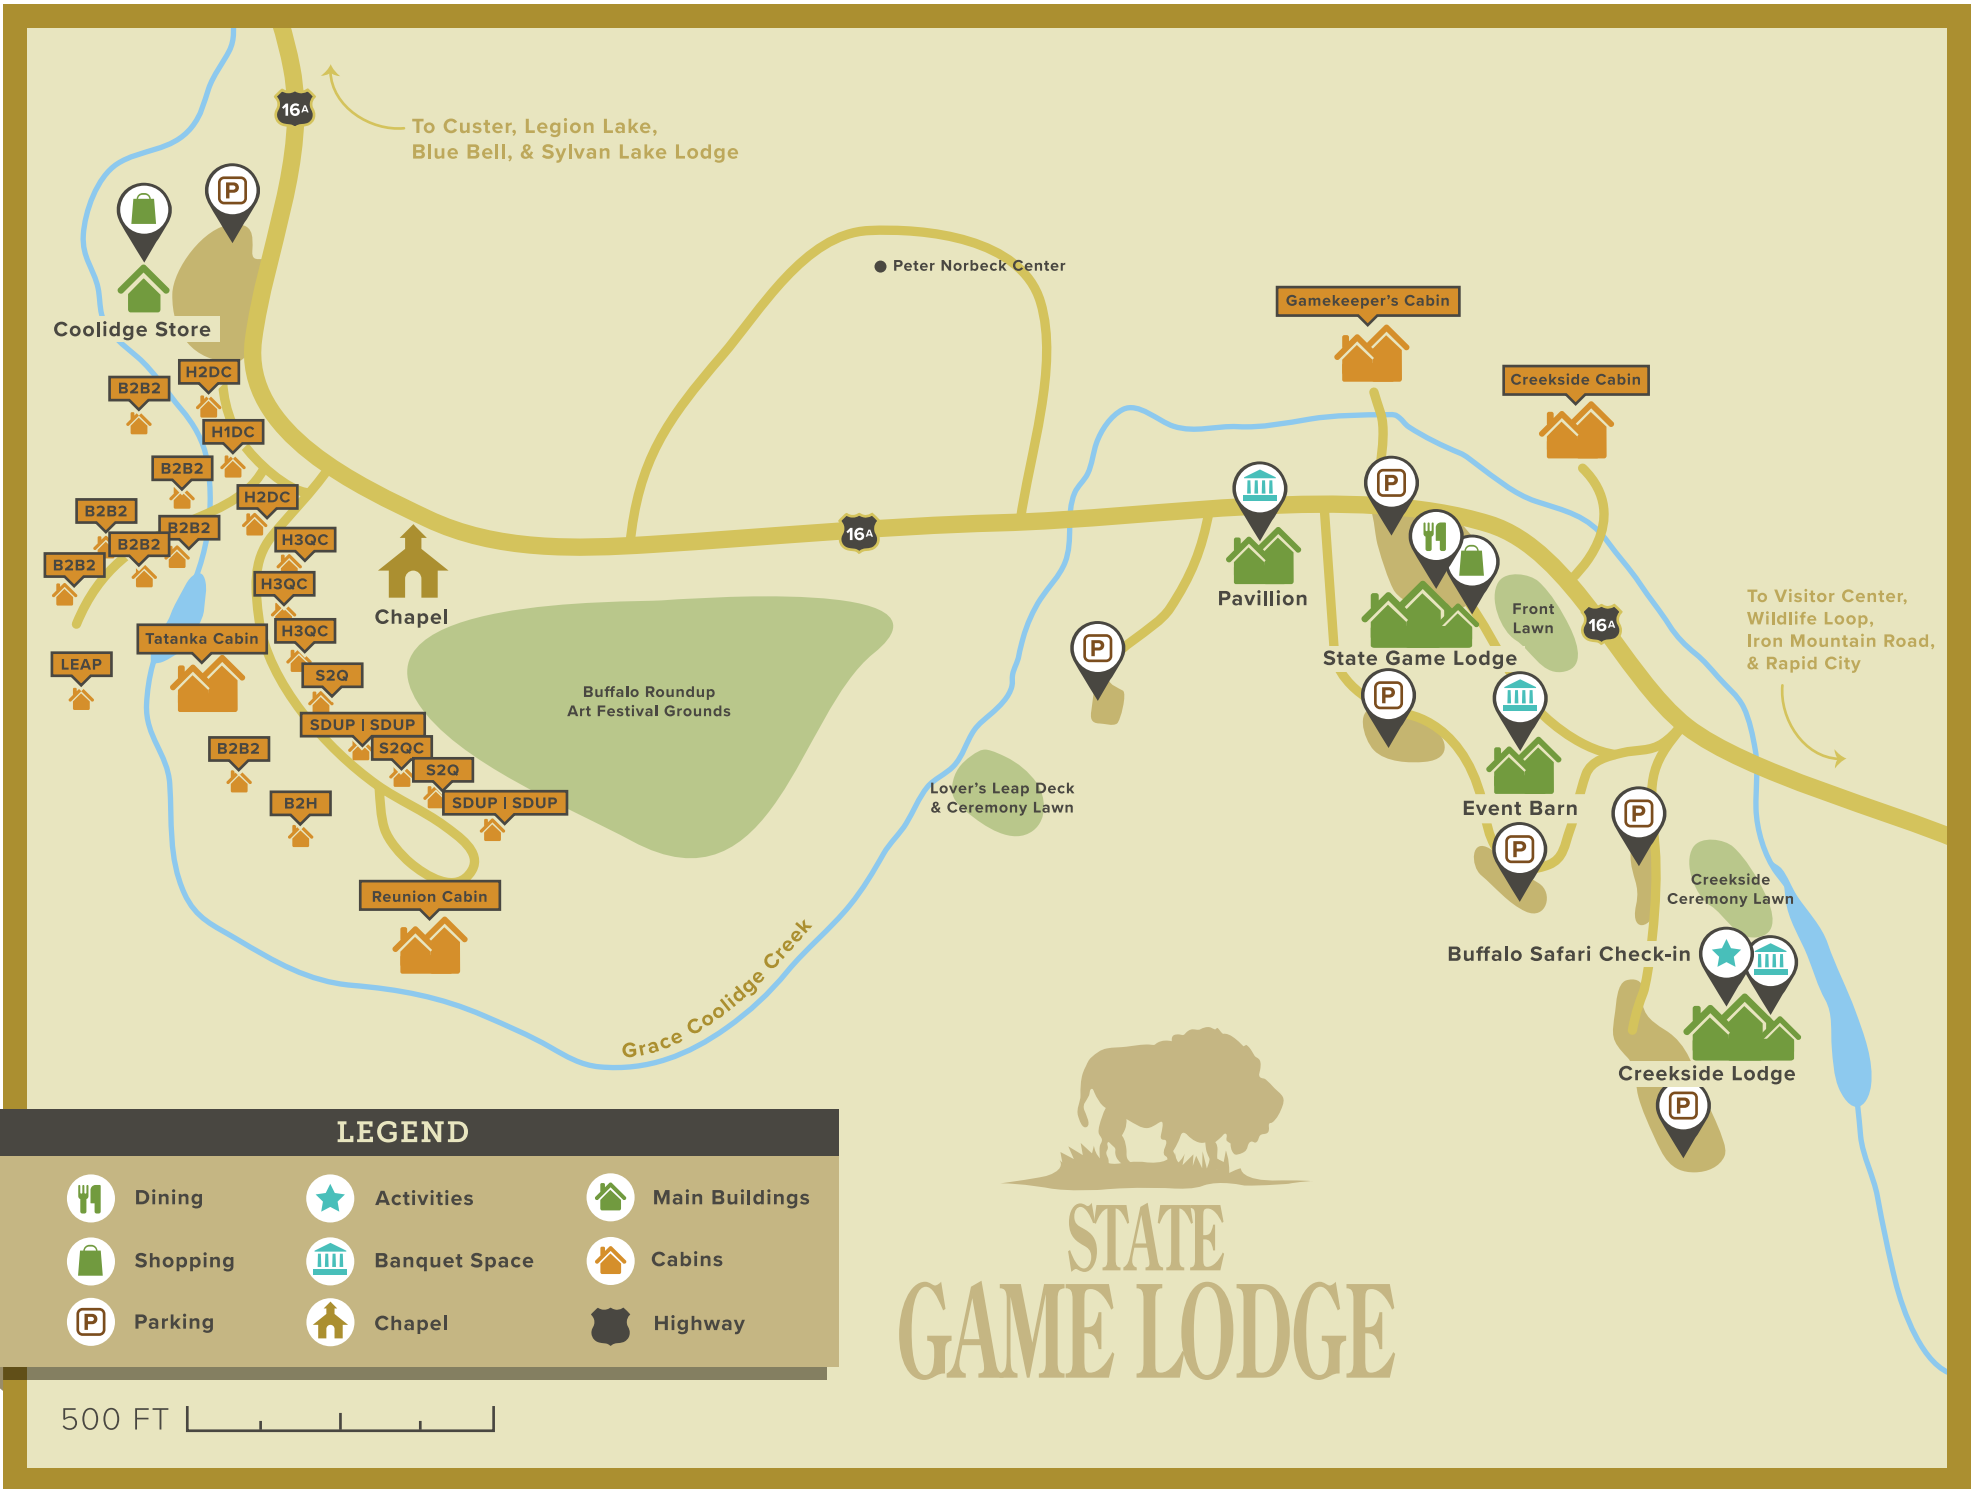 16A
To Custer, Legion Lake,
Blue Bell, & Sylvan Lake Lodge
P
Coolidge Store
Peter Norbeck Center
Gamekeeper's Cabin
Creekside Cabin
H2DC
B2B2
H1DC
B2B2
H2DC
B2B2
B2B2
B2B2
H3QC
B2B2
H3QC
H3QC
Tatanka Cabin
LEAP
S2Q
SDUP | SDUP
B2B2
S2QC
S2Q
B2H
SDUP | SDUP
Reunion Cabin
Chapel
16A
Buffalo Roundup
Art Festival Grounds
Lover's Leap Deck
& Ceremony Lawn
Grace Coolidge Creek
P
Pavillion
P
State Game Lodge
Front
Lawn
16A
To Visitor Center,
Wildlife Loop,
Iron Mountain Road,
& Rapid City
P
Event Barn
P
P
Creekside
Ceremony Lawn
Buffalo Safari Check-in
Creekside Lodge
P
STATE
GAME LODGE
LEGEND
Dining
Activities
Main Buildings
Shopping
Banquet Space
Cabins
P
Parking
Chapel
Highway
500 FT